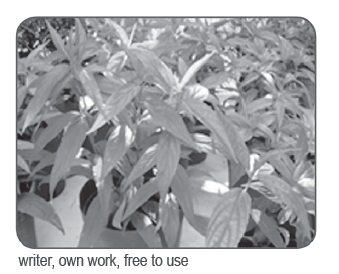 writer, own work, free to use